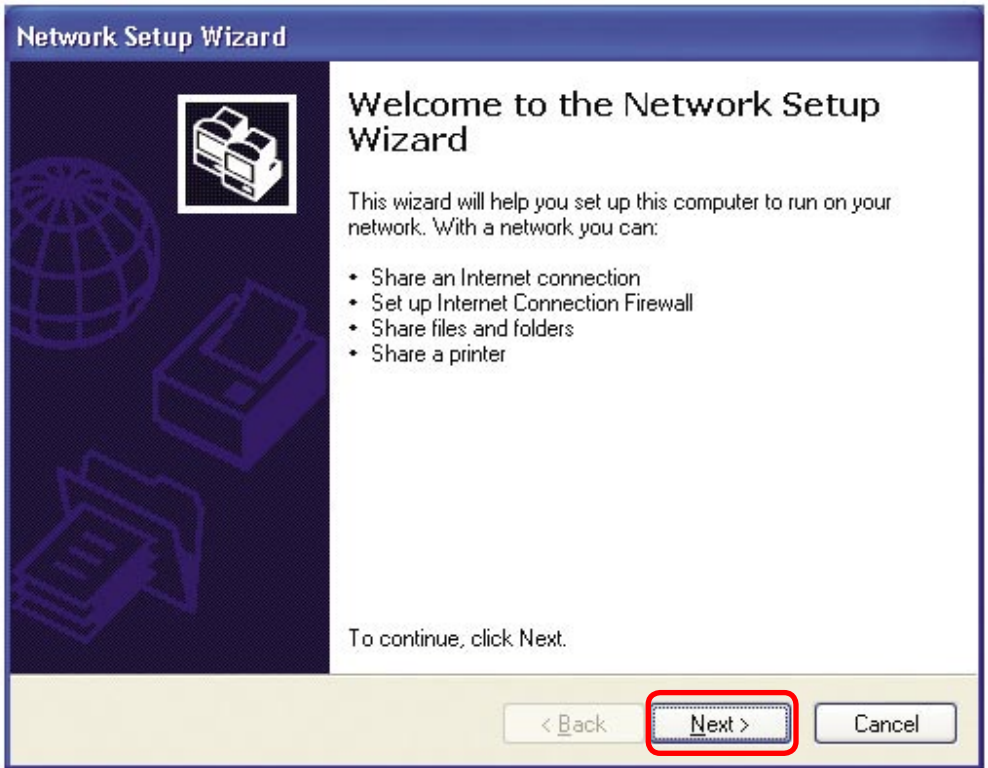 Network Setup Wizard
Welcome to the Network Setup
Wizard
This wizard will help you set up this computer to run on your
network. With a network you can:
• Share an Internet connection
• Set up Internet Connection Firewall
• Share files and folders
• Share a printer
To continue, click Next.
< Back Next > Cancel